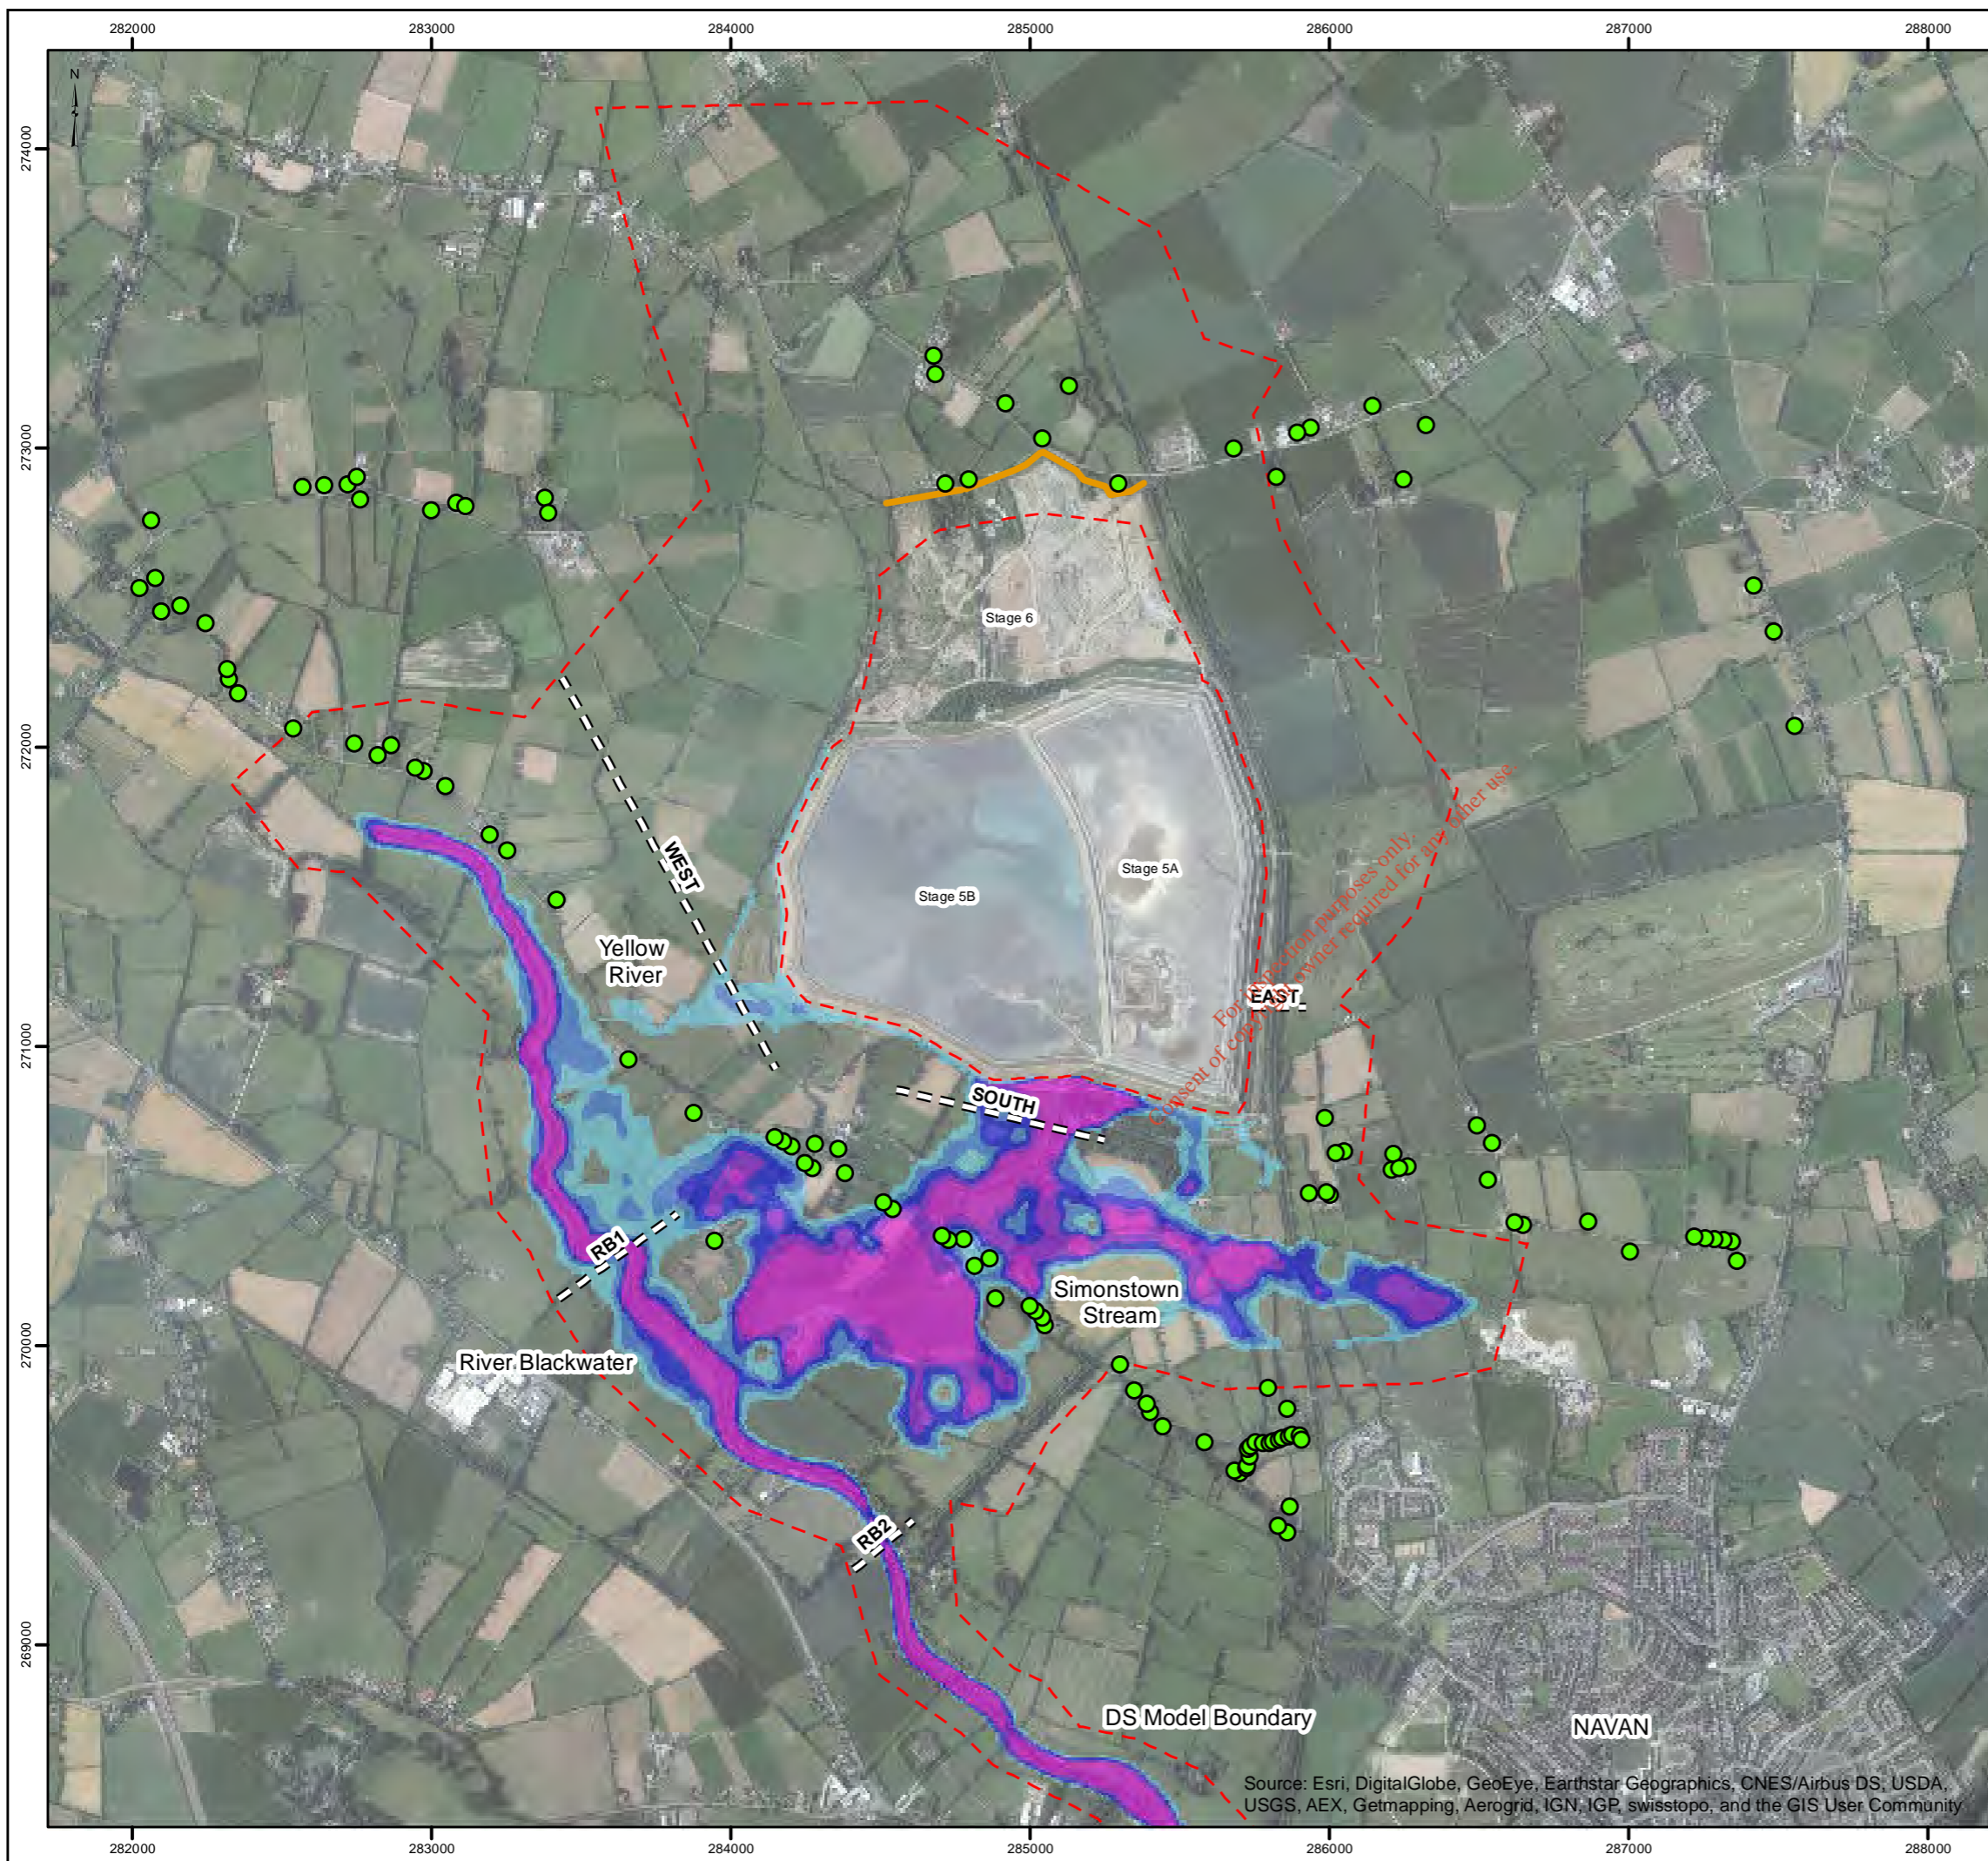 282000 283000 284000 285000 286000 287000 288000
N
274000
273000
272000
271000
270000
269000
Stage 6
Stage 5B
Stage 5A
WEST
Yellow
River
EAST
SOUTH
For inspection purposes only.
Consent of copyright owner required for any other use.
RB1
Simonstown
Stream
River Blackwater
RB2
DS Model Boundary
NAVAN
Source: Esri, DigitalGlobe, GeoEye, Earthstar Geographics, CNES/Airbus DS, USDA,
USGS, AEX, Getmapping, Aerogrid, IGN, IGP, swisstopo, and the GIS User Community
282000 283000 284000 285000 286000 287000 288000